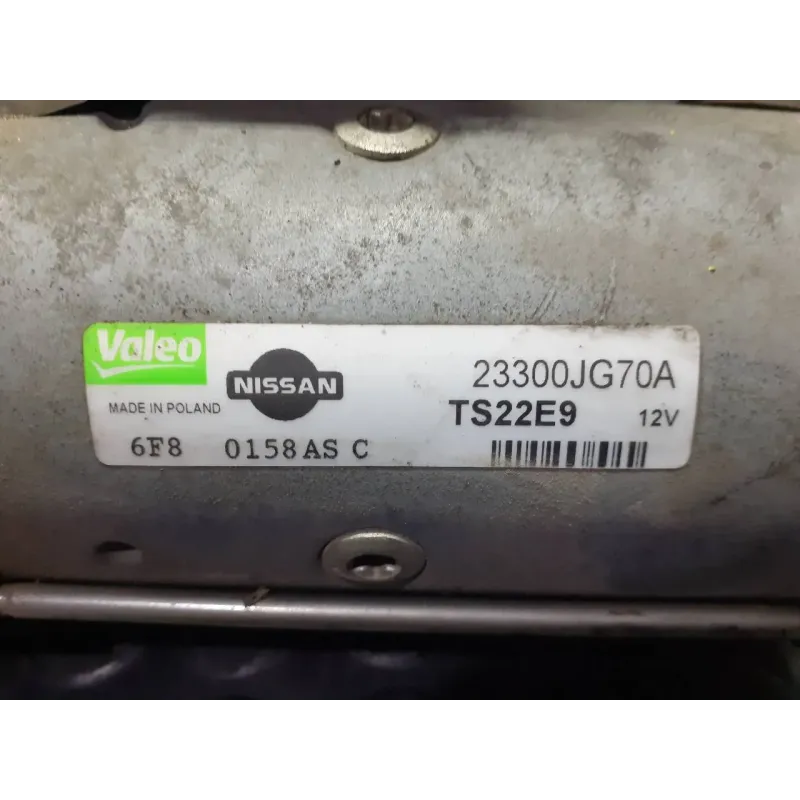 Valeo
NISSAN
23300JG70A
MADE IN POLAND
TS22E9 12V
6F8 0158AS C